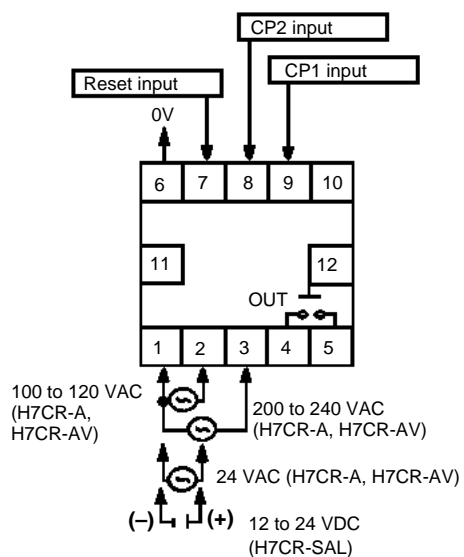 CP2 input
CP1 input
Reset input
0V
6 7 8 9 10
11 12
OUT
1 2 3 4 5
100 to 120 VAC
(H7CR-A,
H7CR-AV)
200 to 240 VAC
(H7CR-A, H7CR-AV)
24 VAC (H7CR-A, H7CR-AV)
(–) (+)
12 to 24 VDC
(H7CR-SAL)